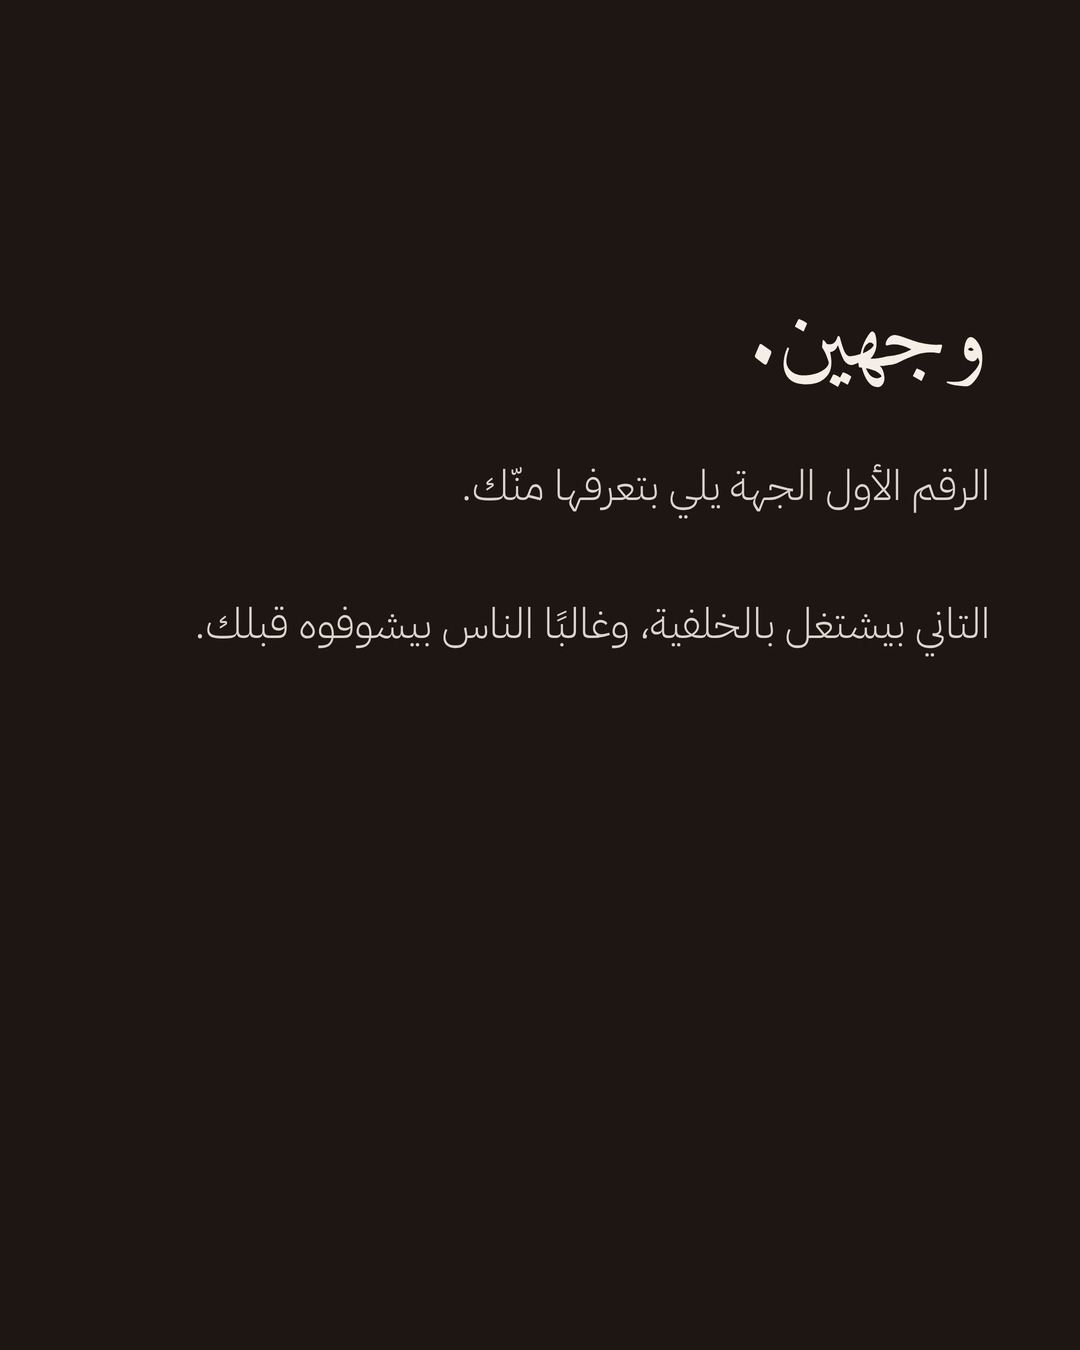 وجهين.
الرقم الأول الجهة يلي بتعرفها منّك.
التاني بيشتغل بالخلفية، وغالبًا الناس بيشوفوه قبلك.